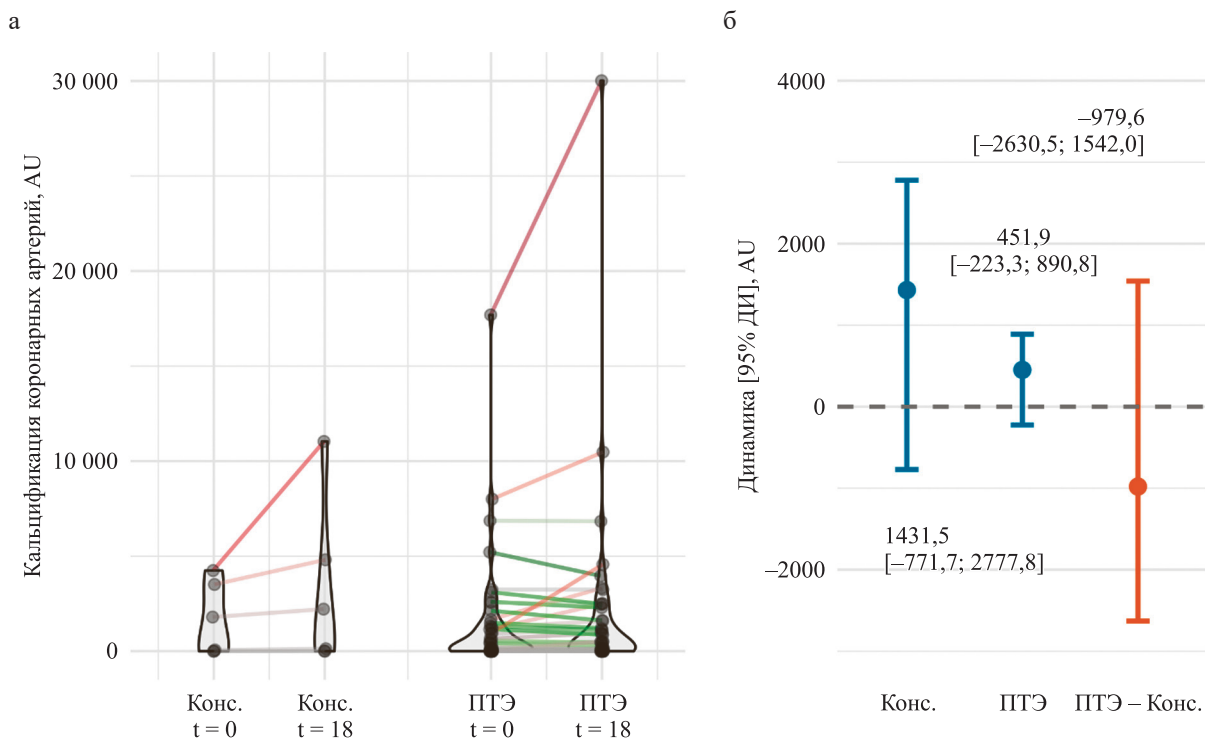 а
Кальцификация коронарных артерий, AU
30 000
20 000
10 000
0
Конс.
t = 0
Конс.
t = 18
ПТЭ
t = 0
ПТЭ
t = 18
б
Динамика [95% ДИ], AU
4000
2000
0
–2000
–979,6
[–2630,5; 1542,0]
451,9
[–223,3; 890,8]
1431,5
[–771,7; 2777,8]
Конс.
ПТЭ
ПТЭ – Конс.